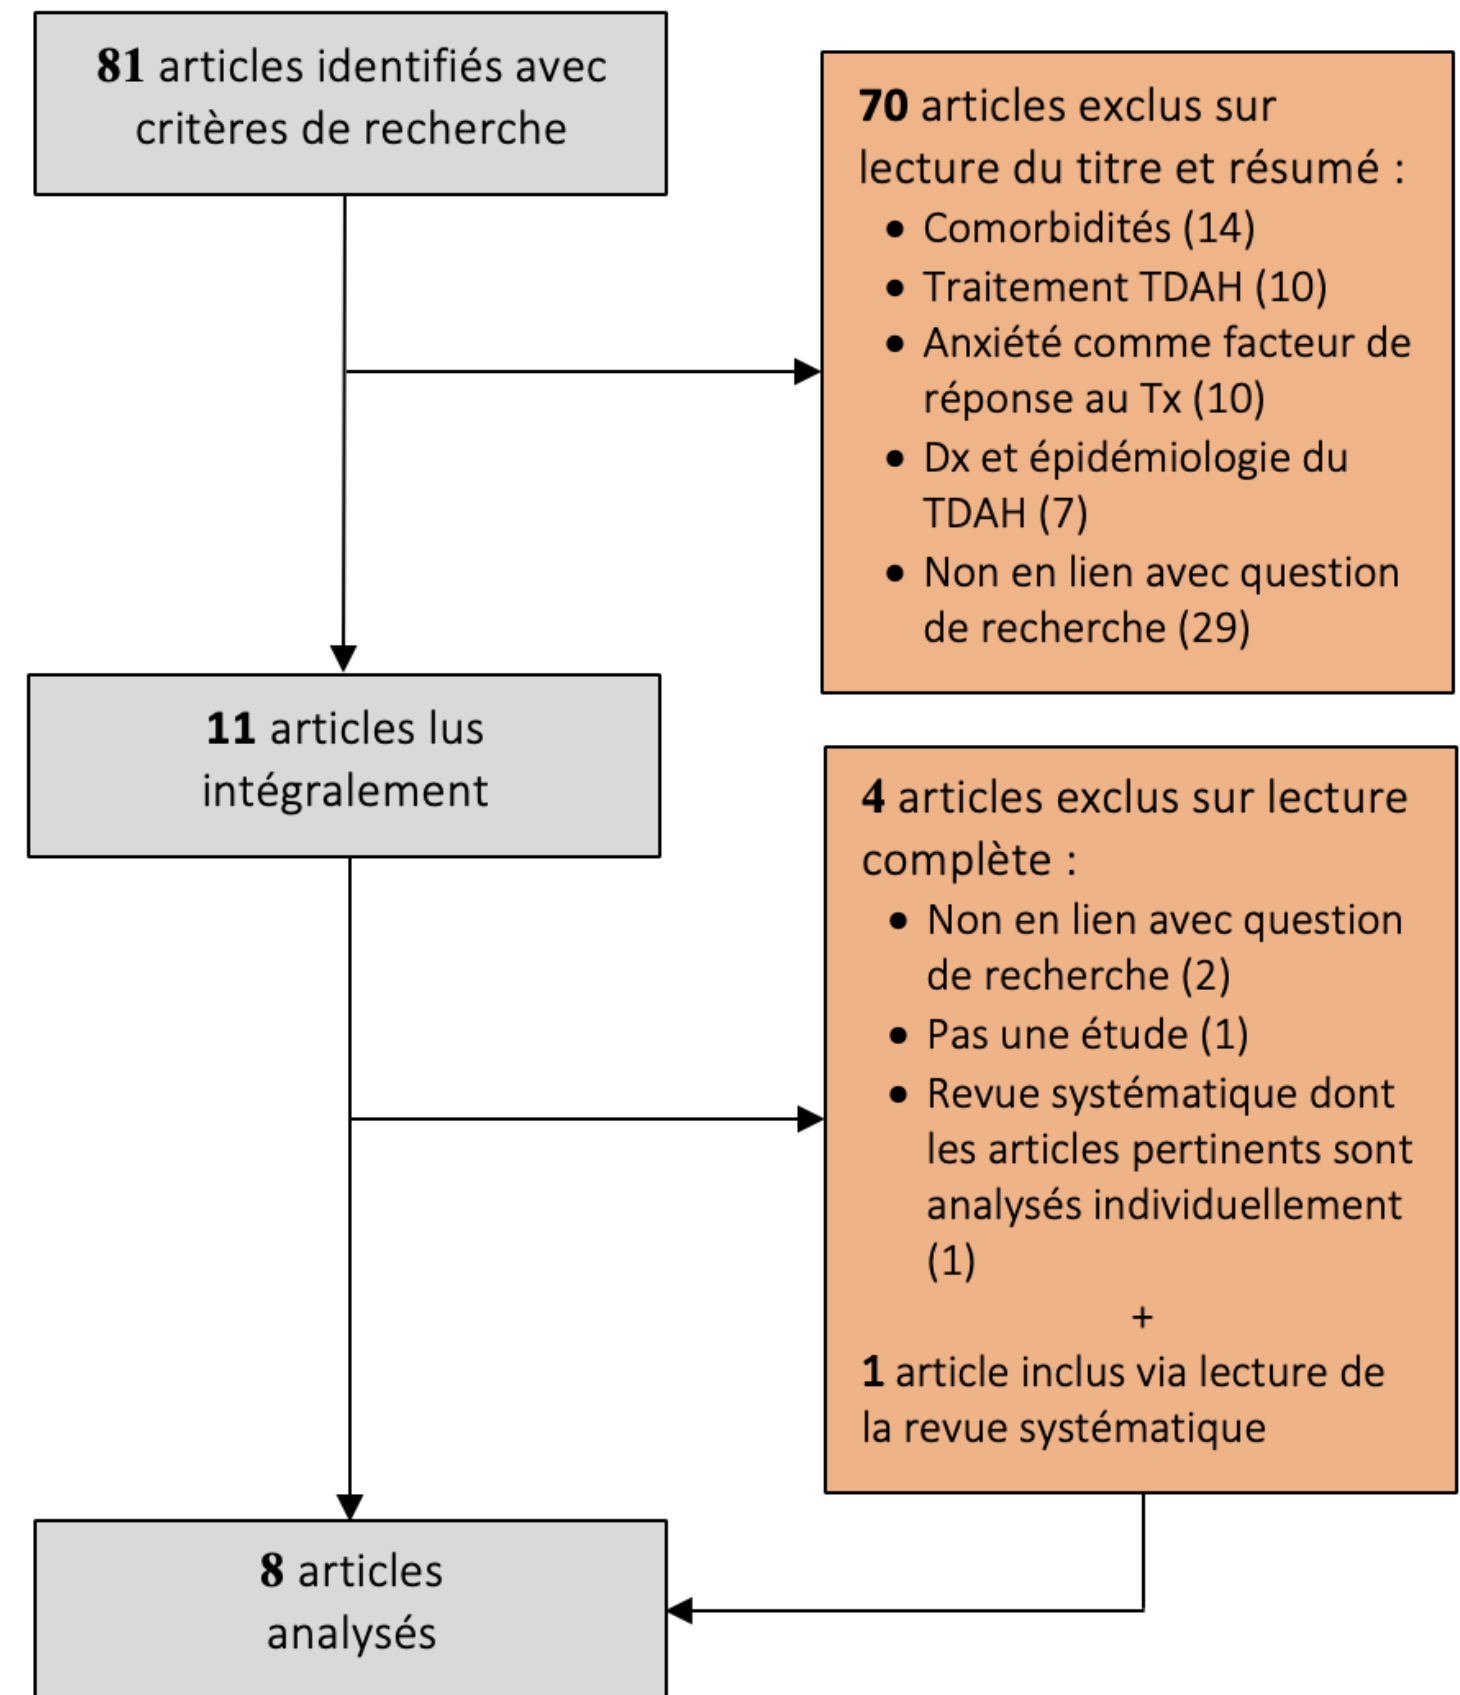 81 articles identifiés avec
critères de recherche
70 articles exclus sur
lecture du titre et résumé :
• Comorbidités (14)
• Traitement TDAH (10)
• Anxiété comme facteur de
réponse au Tx (10)
• Dx et épidémiologie du
TDAH (7)
• Non en lien avec question
de recherche (29)
11 articles lus
intégralement
4 articles exclus sur lecture
complète :
• Non en lien avec question
de recherche (2)
• Pas une étude (1)
• Revue systématique dont
les articles pertinents sont
analysés individuellement
(1)
+
1 article inclus via lecture de
la revue systématique
8 articles
analysés